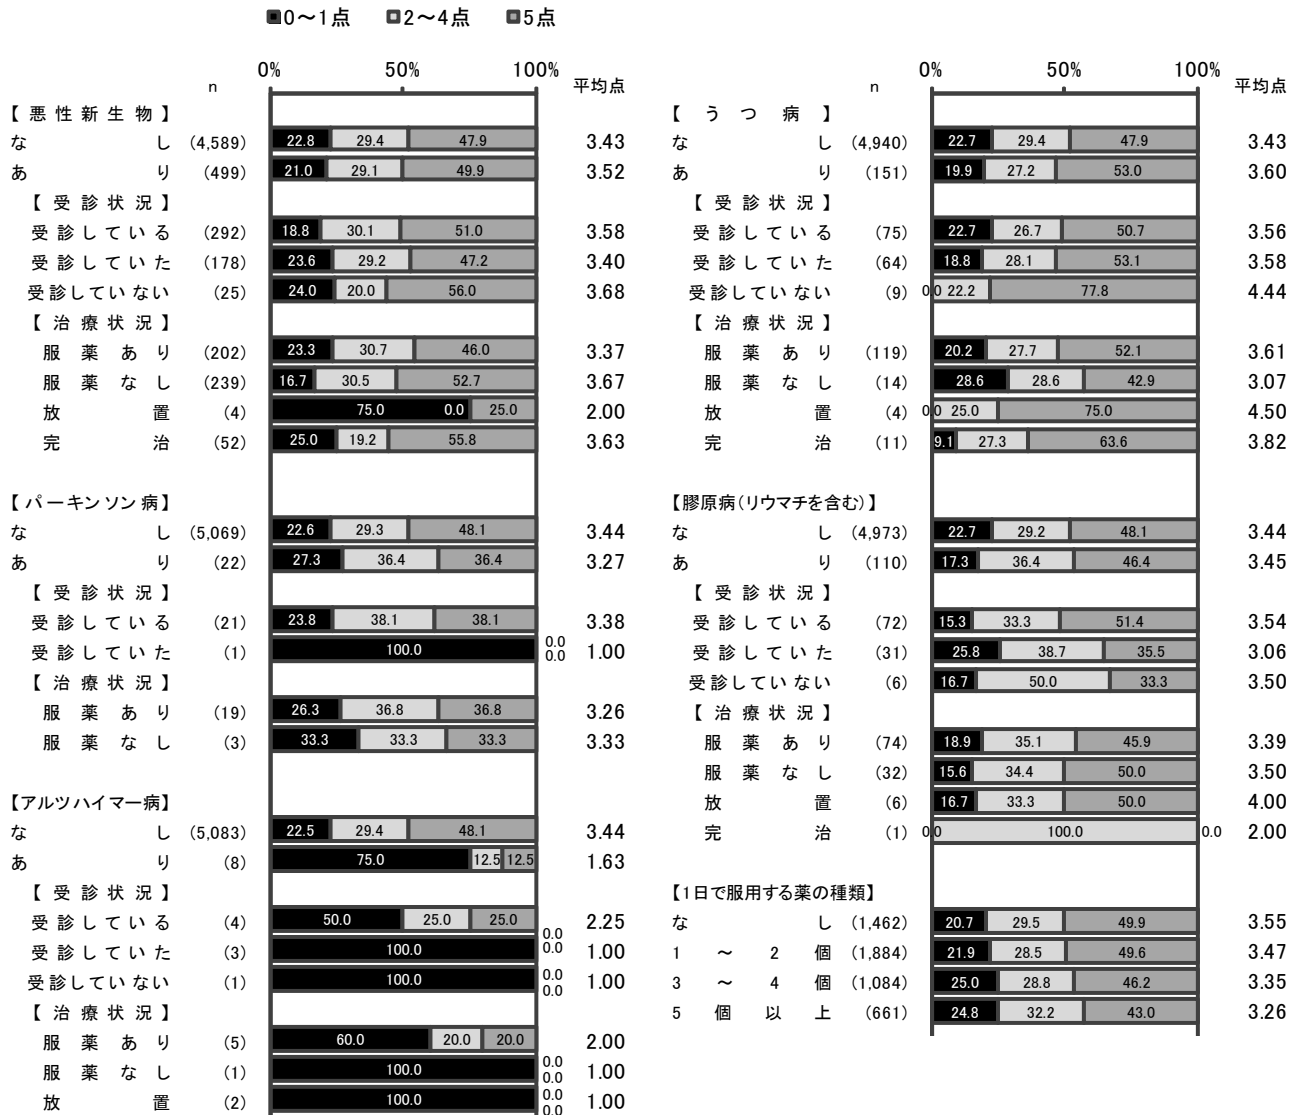 ■0～1点 □2～4点 ■5点
0% 50% 100%
n 平均点
【悪性新生物】
なし (4,589) 22.8 29.4 47.9 3.43
あり (499) 21.0 29.1 49.9 3.52
【受診状況】
受診している (292) 18.8 30.1 51.0 3.58
受診していた (178) 23.6 29.2 47.2 3.40
受診していない (25) 24.0 20.0 56.0 3.68
【治療状況】
服薬あり (202) 23.3 30.7 46.0 3.37
服薬なし (239) 16.7 30.5 52.7 3.67
放置 (4) 75.0 0.0 25.0 2.00
完治 (52) 25.0 19.2 55.8 3.63
【パーキンソン病】
なし (5,069) 22.6 29.3 48.1 3.44
あり (22) 27.3 36.4 36.4 3.27
【受診状況】
受診している (21) 23.8 38.1 38.1 3.38
受診していた (1) 100.0 0.0 0.0 1.00
【治療状況】
服薬あり (19) 26.3 36.8 36.8 3.26
服薬なし (3) 33.3 33.3 33.3 3.33
【アルツハイマー病】
なし (5,083) 22.5 29.4 48.1 3.44
あり (8) 75.0 12.5 12.5 1.63
【受診状況】
受診している (4) 50.0 25.0 25.0 2.25
受診していた (3) 100.0 0.0 0.0 1.00
受診していない (1) 100.0 0.0 0.0 1.00
【治療状況】
服薬あり (5) 60.0 20.0 20.0 2.00
服薬なし (1) 100.0 0.0 0.0 1.00
放置 (2) 100.0 0.0 0.0 1.00
0% 50% 100%
n 平均点
【うつ病】
なし (4,940) 22.7 29.4 47.9 3.43
あり (151) 19.9 27.2 53.0 3.60
【受診状況】
受診している (75) 22.7 26.7 50.7 3.56
受診していた (64) 18.8 28.1 53.1 3.58
受診していない (9) 0.0 22.2 77.8 4.44
【治療状況】
服薬あり (119) 20.2 27.7 52.1 3.61
服薬なし (14) 28.6 28.6 42.9 3.07
放置 (4) 0.0 25.0 75.0 4.50
完治 (11) 9.1 27.3 63.6 3.82
【膠原病(リウマチを含む)】
なし (4,973) 22.7 29.2 48.1 3.44
あり (110) 17.3 36.4 46.4 3.45
【受診状況】
受診している (72) 15.3 33.3 51.4 3.54
受診していた (31) 25.8 38.7 35.5 3.06
受診していない (6) 16.7 50.0 33.3 3.50
【治療状況】
服薬あり (74) 18.9 35.1 45.9 3.39
服薬なし (32) 15.6 34.4 50.0 3.50
放置 (6) 16.7 33.3 50.0 4.00
完治 (1) 0.0 100.0 0.0 2.00
【1日で服用する薬の種類】
なし (1,462) 20.7 29.5 49.9 3.55
1～2個 (1,884) 21.9 28.5 49.6 3.47
3～4個 (1,084) 25.0 28.8 46.2 3.35
5個以上 (661) 24.8 32.2 43.0 3.26